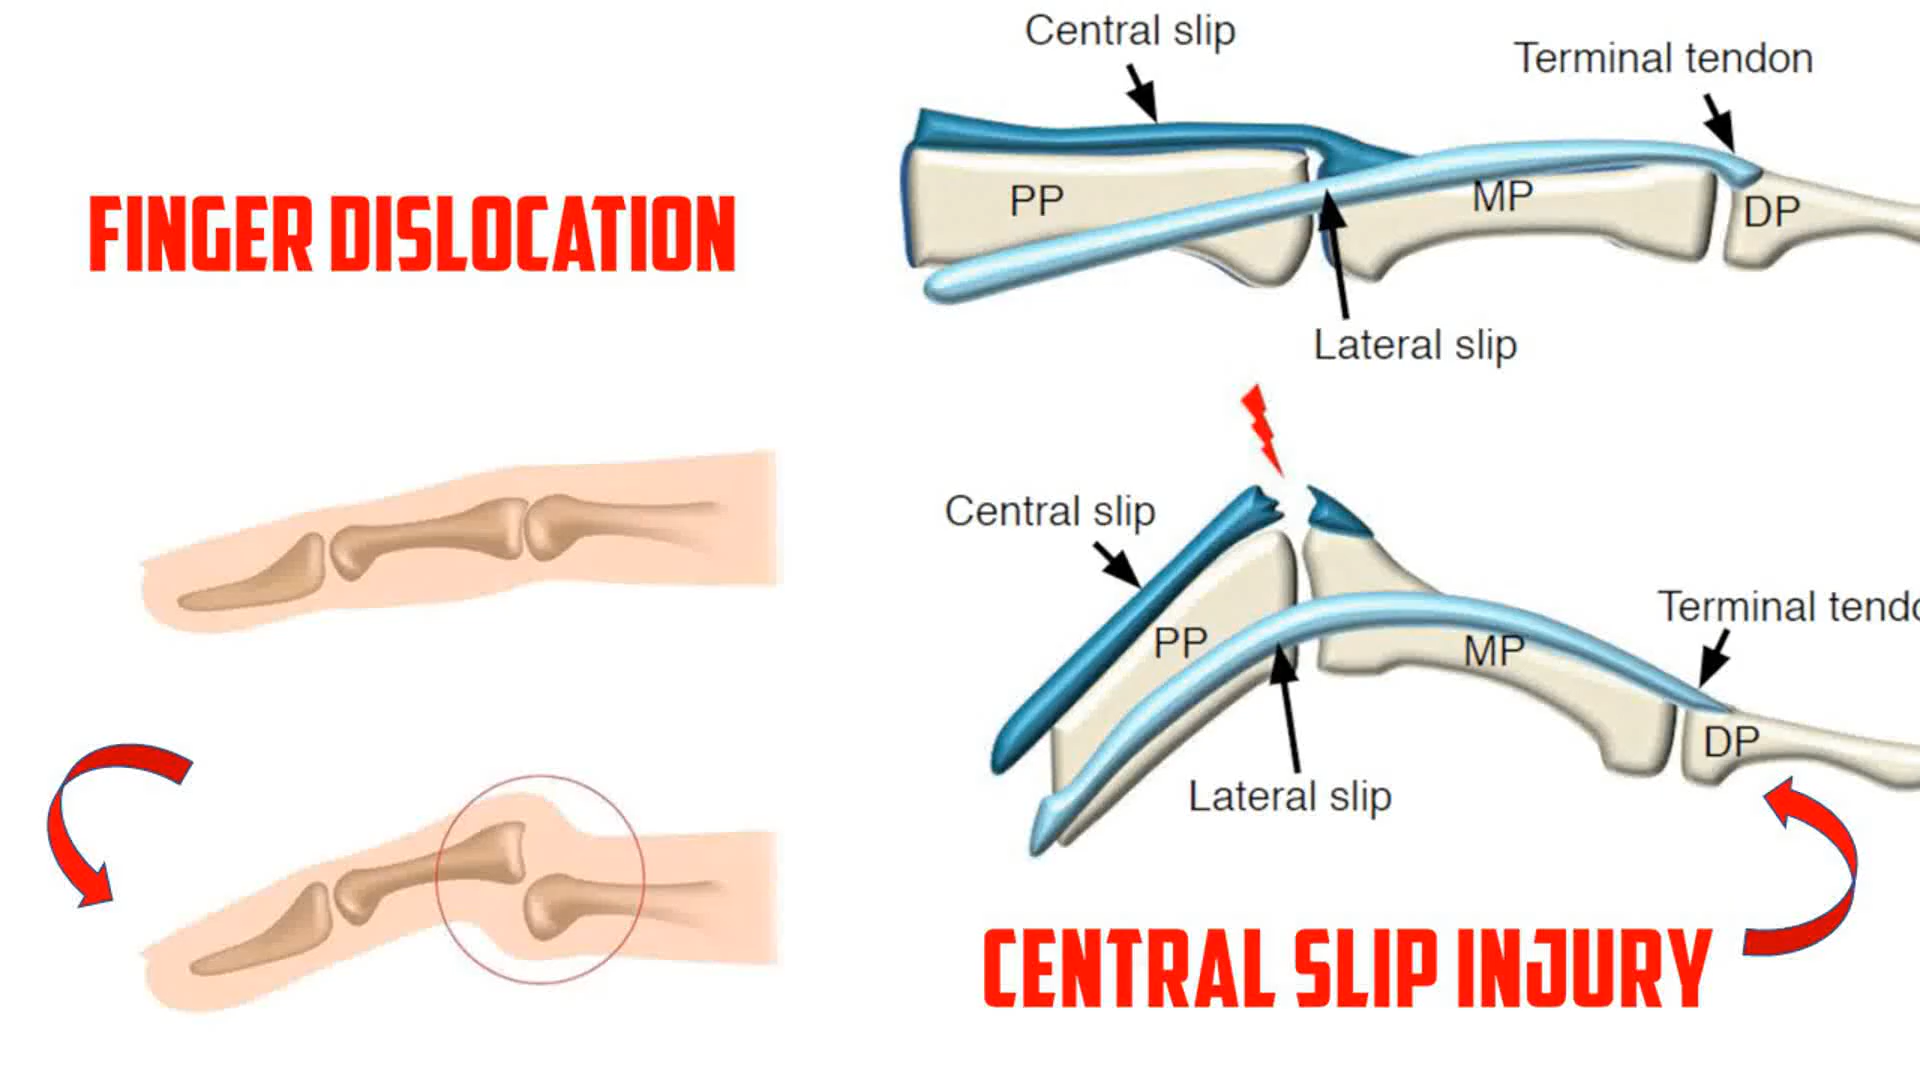 Central slip
Terminal tendon
FINGER DISLOCATION
PP
MP
DP
Lateral slip
Central slip
Terminal tendo
PP
MP
DP
Lateral slip
CENTRAL SLIP INJURY